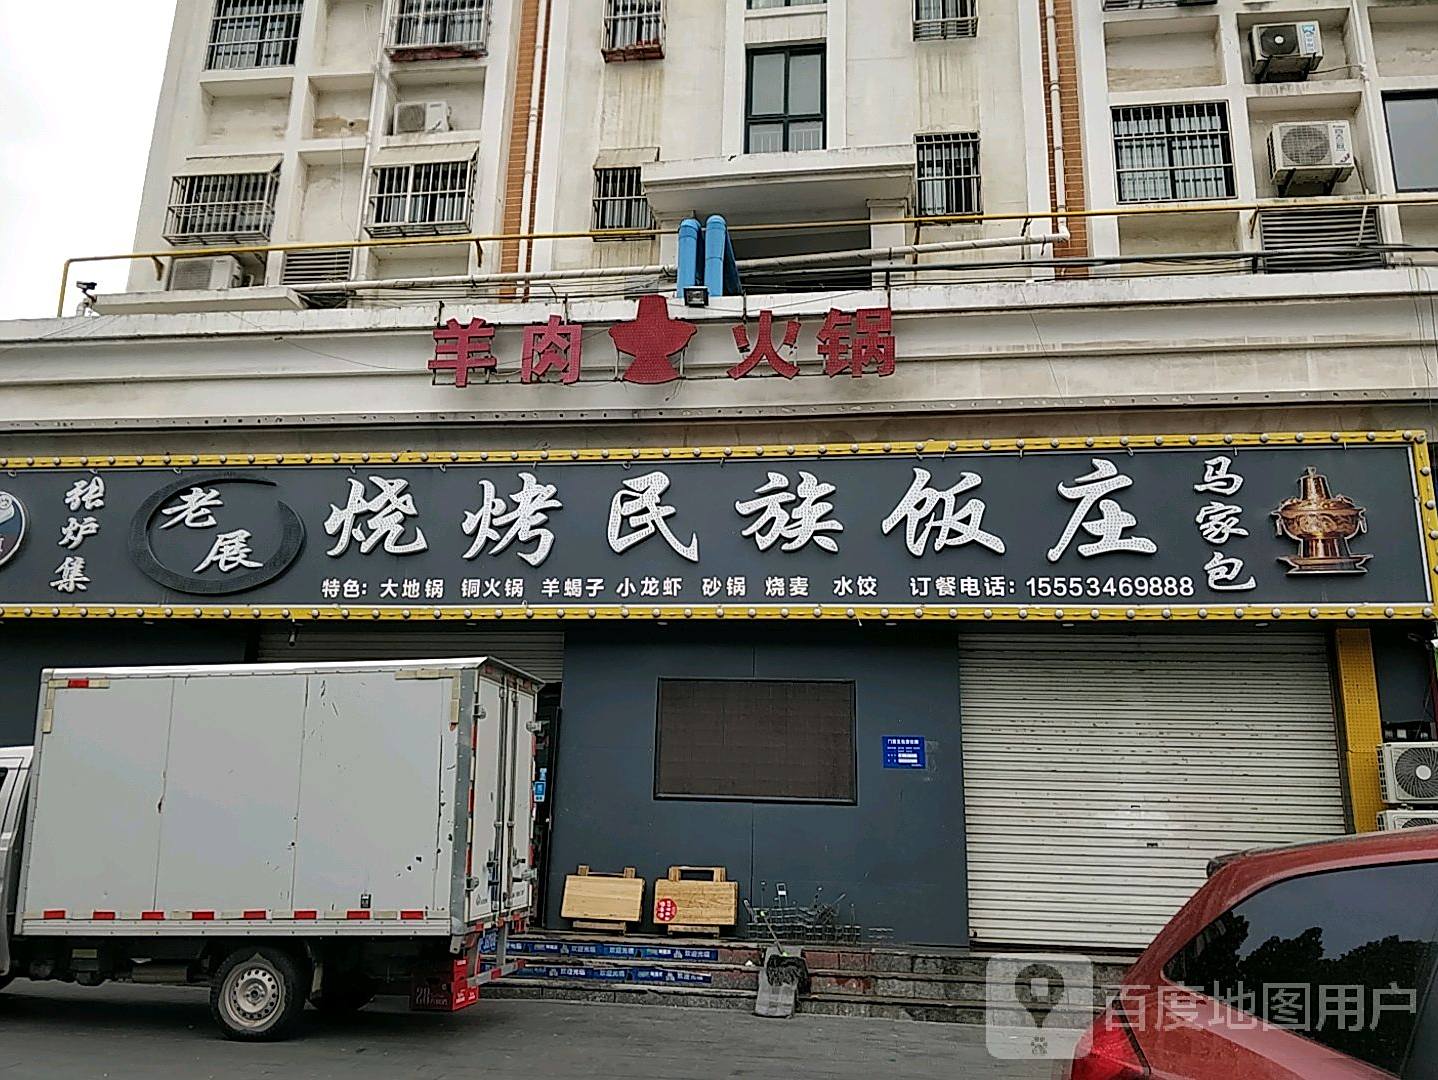 羊肉火锅
张炉集
老展
烧烤民族饭庄
马家包
特色: 大地锅 铜火锅 羊蝎子 小龙虾 砂锅 烧麦 水饺 订餐电话: 15553469888
百度地图用户